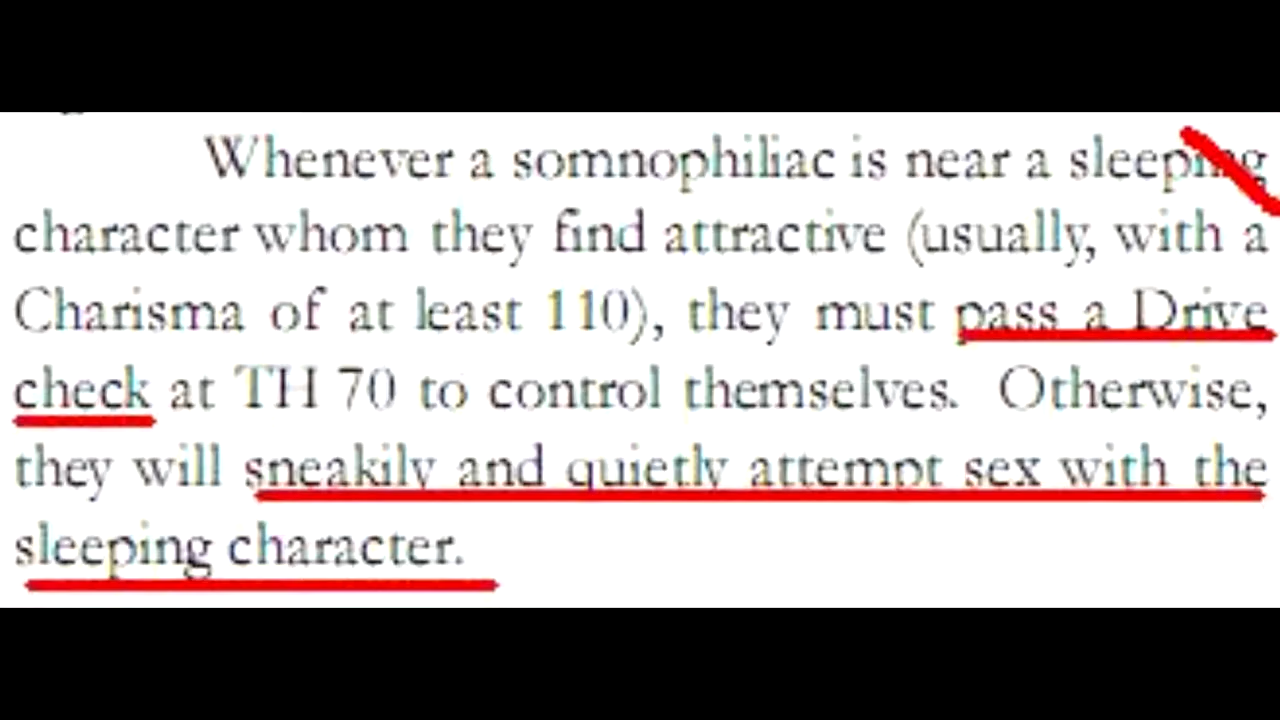 Whenever a somnophiliac is near a sleeping
character whom they find attractive (usually, with a
Charisma of at least 110), they must pass a Drive
check at TH 70 to control themselves. Otherwise,
they will sneakily and quietly attempt sex with the
sleeping character.